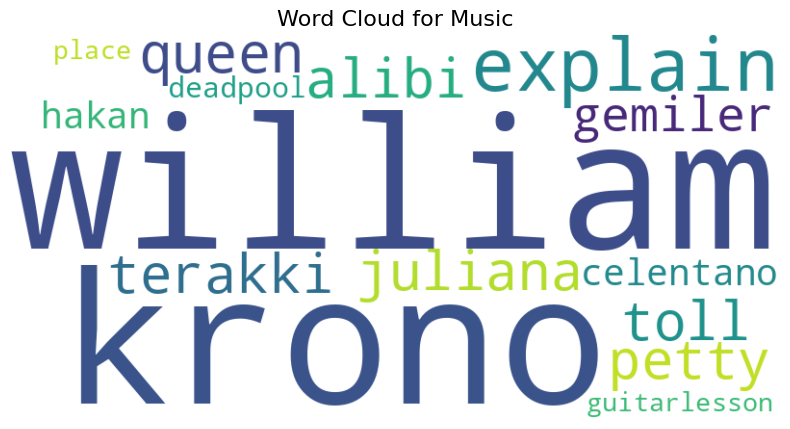 Word Cloud for Music
place
queen
explain
deadpool
alibi
hakan
gemiler
william
terakki
juliana
celentano
krono
toll
petty
guitarlesson